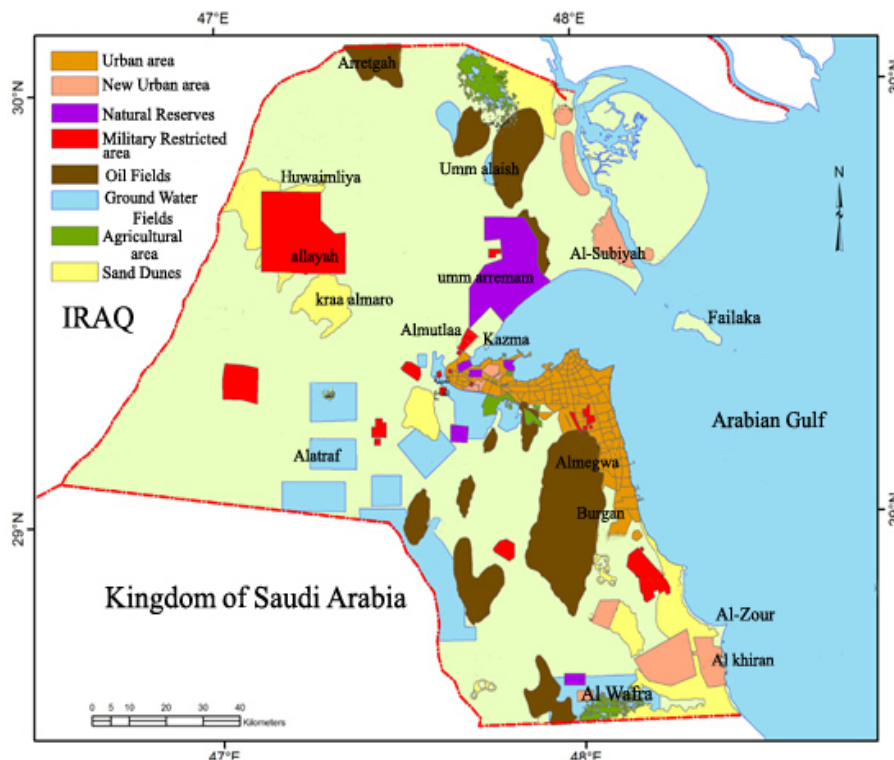 47°E 48°E
30°N
30°N
Urban area
New Urban area
Natural Reserves
Military Restricted
area
Oil Fields
Ground Water
Fields
Agricultural
area
Sand Dunes
Arretgah
Umm alaish
Huwaimliya
allayah
kraa almaro
umm arremam
Al-Subiyah
N
IRAQ
Almutlaa
Kazma
Failaka
Arabian Gulf
Alatraf
Almegwa
Burgan
29°N
29°N
Kingdom of Saudi Arabia
Al-Zour
Al khiran
Al Wafra
0 5 10 20 30 40
Kilometers
47°E 48°E